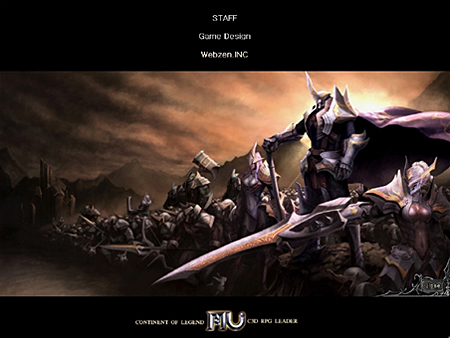 STAFF
Game Design
Webzen.INC
CONTINENT OF LEGEND MU C3D RPG LEADER